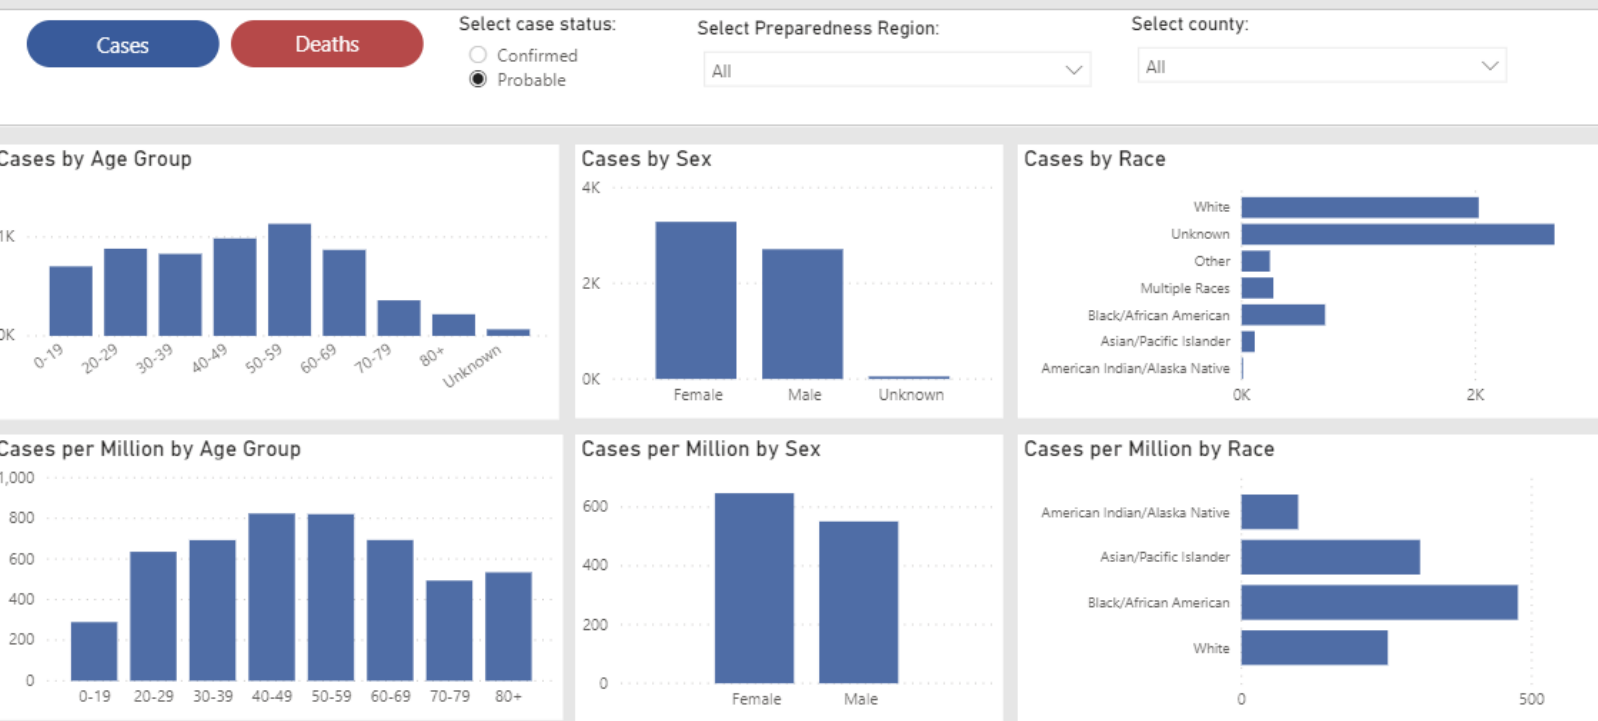 Cases
Deaths
Select case status:
Confirmed
Probable
Select Preparedness Region:
All
Select county:
All
Cases by Age Group
1K
0K
0-19
20-29
30-39
40-49
50-59
60-69
70-79
80+
Unknown
Cases by Sex
4K
2K
0K
Female
Male
Unknown
Cases by Race
White
Unknown
Other
Multiple Races
Black/African American
Asian/Pacific Islander
American Indian/Alaska Native
0K
2K
Cases per Million by Age Group
1,000
800
600
400
200
0
0-19
20-29
30-39
40-49
50-59
60-69
70-79
80+
Cases per Million by Sex
600
400
200
0
Female
Male
Cases per Million by Race
American Indian/Alaska Native
Asian/Pacific Islander
Black/African American
White
0
500